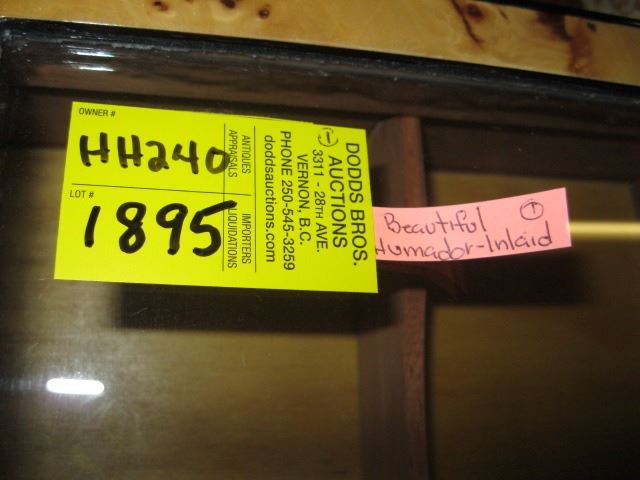 OWNER #
HH240
LOT #
1895
ANTIQUES
APPRAISALS
IMPORTERS
LIQUIDATIONS
DODDS BROS.
AUCTIONS
3311 - 28TH AVE.
VERNON, B.C.
PHONE 250-545-3259
doddsauctions.com
Beautiful
Humador-Inlaid